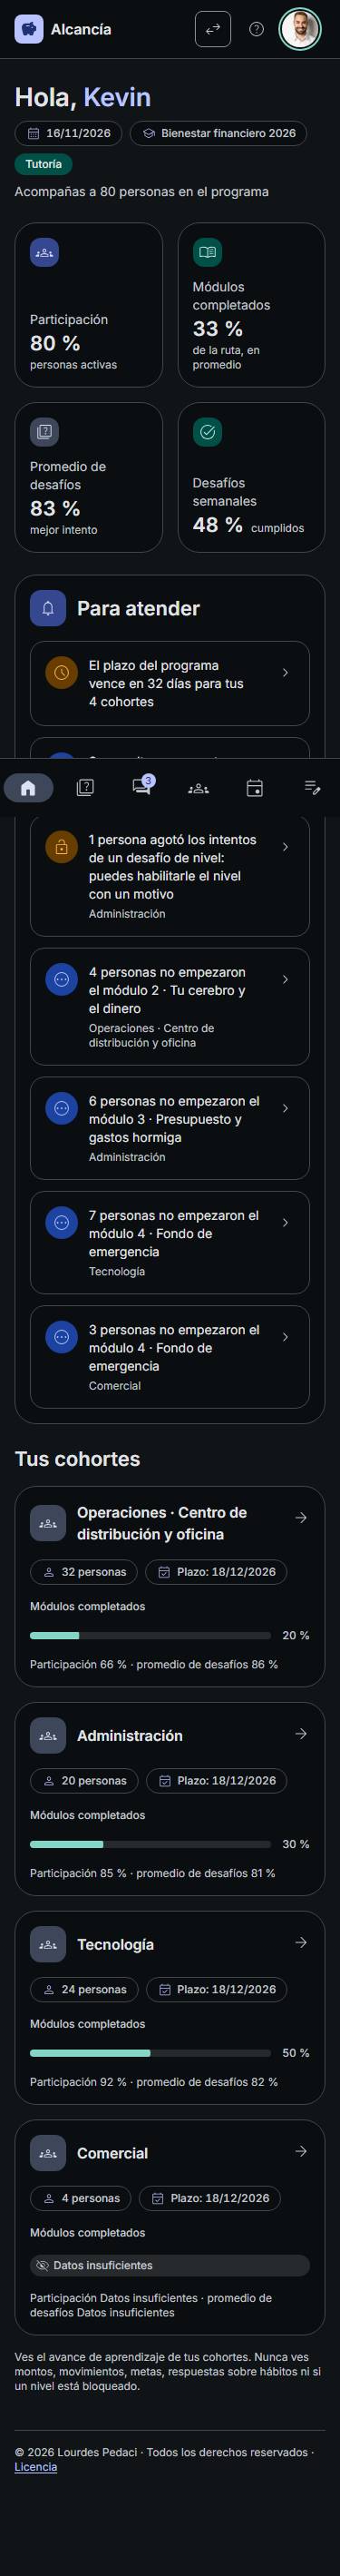 Alcancía
Hola, Kevin
16/11/2026
Bienestar financiero 2026
Tutoría
Acompañas a 80 personas en el programa
Participación
80 %
personas activas
Módulos
completados
33 %
de la ruta, en
promedio
Promedio de
desafíos
83 %
mejor intento
Desafíos
semanales
48 % cumplidos
Para atender
El plazo del programa
vence en 32 días para tus
4 cohortes
3
1 persona agotó los intentos
de un desafío de nivel:
puedes habilitarle el nivel
con un motivo
Administración
4 personas no empezaron
el módulo 2 · Tu cerebro y
el dinero
Operaciones · Centro de
distribución y oficina
6 personas no empezaron el
módulo 3 · Presupuesto y
gastos hormiga
Administración
7 personas no empezaron el
módulo 4 · Fondo de
emergencia
Tecnología
3 personas no empezaron el
módulo 4 · Fondo de
emergencia
Comercial
Tus cohortes
Operaciones · Centro de
distribución y oficina
32 personas
Plazo: 18/12/2026
Módulos completados
20 %
Participación 66 % · promedio de desafíos 86 %
Administración
20 personas
Plazo: 18/12/2026
Módulos completados
30 %
Participación 85 % · promedio de desafíos 81 %
Tecnología
24 personas
Plazo: 18/12/2026
Módulos completados
50 %
Participación 92 % · promedio de desafíos 82 %
Comercial
4 personas
Plazo: 18/12/2026
Módulos completados
Datos insuficientes
Participación Datos insuficientes · promedio de
desafíos Datos insuficientes
Ves el avance de aprendizaje de tus cohortes. Nunca ves
montos, movimientos, metas, respuestas sobre hábitos ni si
un nivel está bloqueado.
© 2026 Lourdes Pedaci · Todos los derechos reservados ·
Licencia